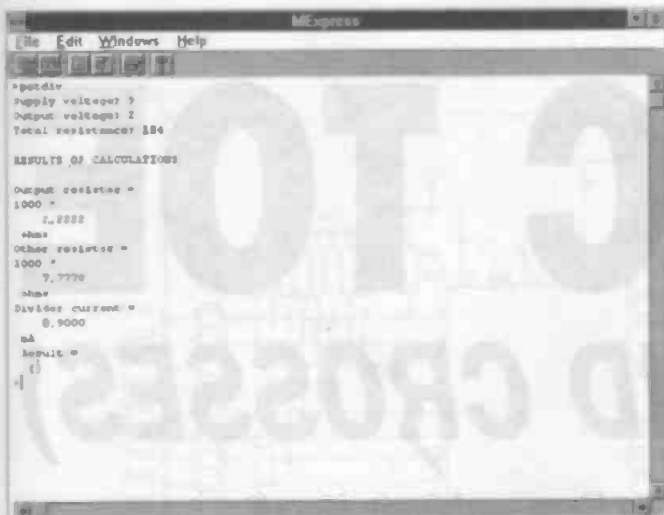 MExpress
File Edit Windows Help
>potdiv
Supply voltage? 9
Output voltage? 2
Total resistance? 1e4
RESULTS OF CALCULATIONS
Output resistor =
1000 *
2.2222
ohms
Other resistor =
1000 *
7.7778
ohms
Divider current =
0.9000
mA
Result =
{}
>